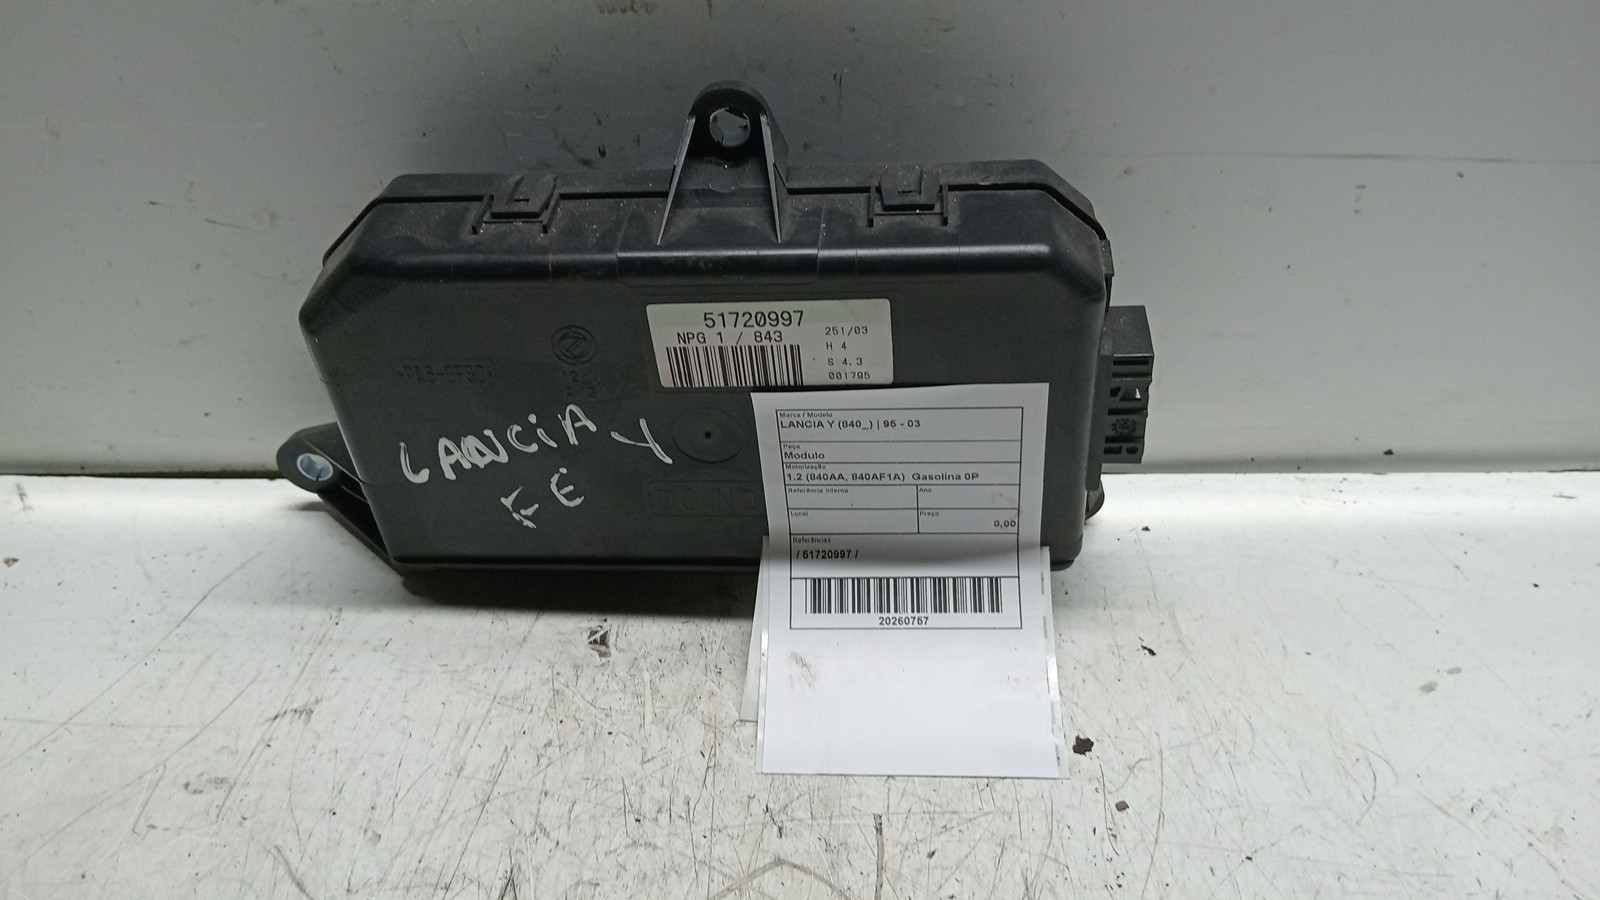 51720997
NPG 1 / 843
251/03
H 4
S 4.3
001795
LANCIA Y
FE
Marca / Modelo
LANCIA Y (840_) | 95 - 03
Peça
Modulo
Motorização
1.2 (840AA, 840AF1A) Gasolina 0P
Referência Interna
Ano
Local
Preço
0,00
Referências
/ 51720997 /
20260757